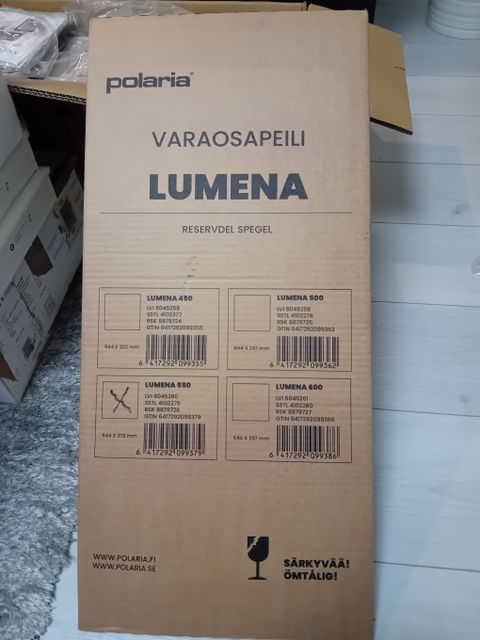 polaria®
VARAOSAPEILI
LUMENA
RESERVDEL SPEGEL
LUMENA 450
LVI 6045258
SSTL 4102277
RSK 8879724
GTIN 6417292099355
644 X 222 mm
6 417292 099355
LUMENA 500
LVI 6045259
SSTL 4102278
RSK 8879725
GTIN 6417292099362
644 X 247 mm
6 417292 099362
LUMENA 550
LVI 6045260
SSTL 4102279
RSK 8879726
GTIN 6417292099379
644 X 272 mm
6 417292 099379
LUMENA 600
LVI 6045261
SSTL 4102280
RSK 8879727
GTIN 6417292099386
644 X 297 mm
6 417292 099386
WWW.POLARIA.FI
WWW.POLARIA.SE
SÄRKYVÄÄ!
ÖMTÅLIG!